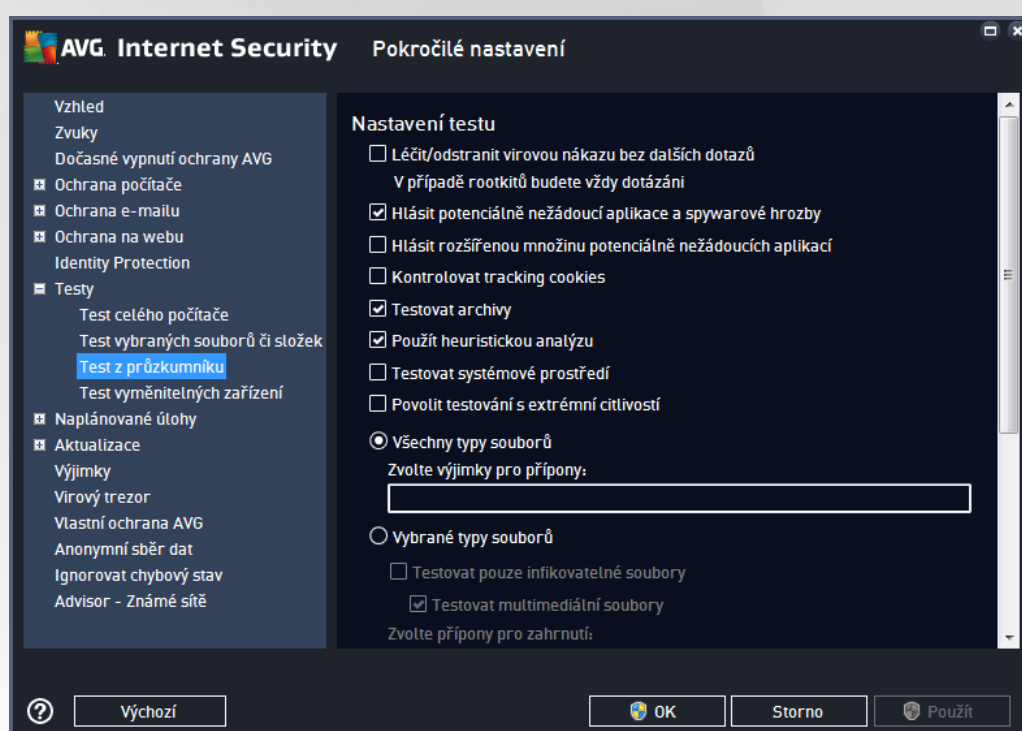 AVG. Internet Security Pokročilé nastavení
Vzhled
Zvuky
Dočasné vypnutí ochrany AVG
Ochrana počítače
Ochrana e-mailu
Ochrana na webu
Identity Protection
Testy
Test celého počítače
Test vybraných souborů či složek
Test z průzkumníku
Test vyměnitelných zařízení
Naplánované úlohy
Aktualizace
Výjimky
Virový trezor
Vlastní ochrana AVG
Anonymní sběr dat
Ignorovat chybový stav
Advisor - Známé sítě
Nastavení testu
Léčit/odstranit virovou nákazu bez dalších dotazů
V případě rootkitů budete vždy dotázáni
Hlásit potenciálně nežádoucí aplikace a spywarové hrozby
Hlásit rozšířenou množinu potenciálně nežádoucích aplikací
Kontrolovat tracking cookies
Testovat archivy
Použít heuristickou analýzu
Testovat systémové prostředí
Povolit testování s extrémní citlivostí
Všechny typy souborů
Zvolte výjimky pro přípony:
Vybrané typy souborů
Testovat pouze infikovatelné soubory
Testovat multimediální soubory
Zvolte přípony pro zahrnutí:
Výchozí
OK
Storno
Použít